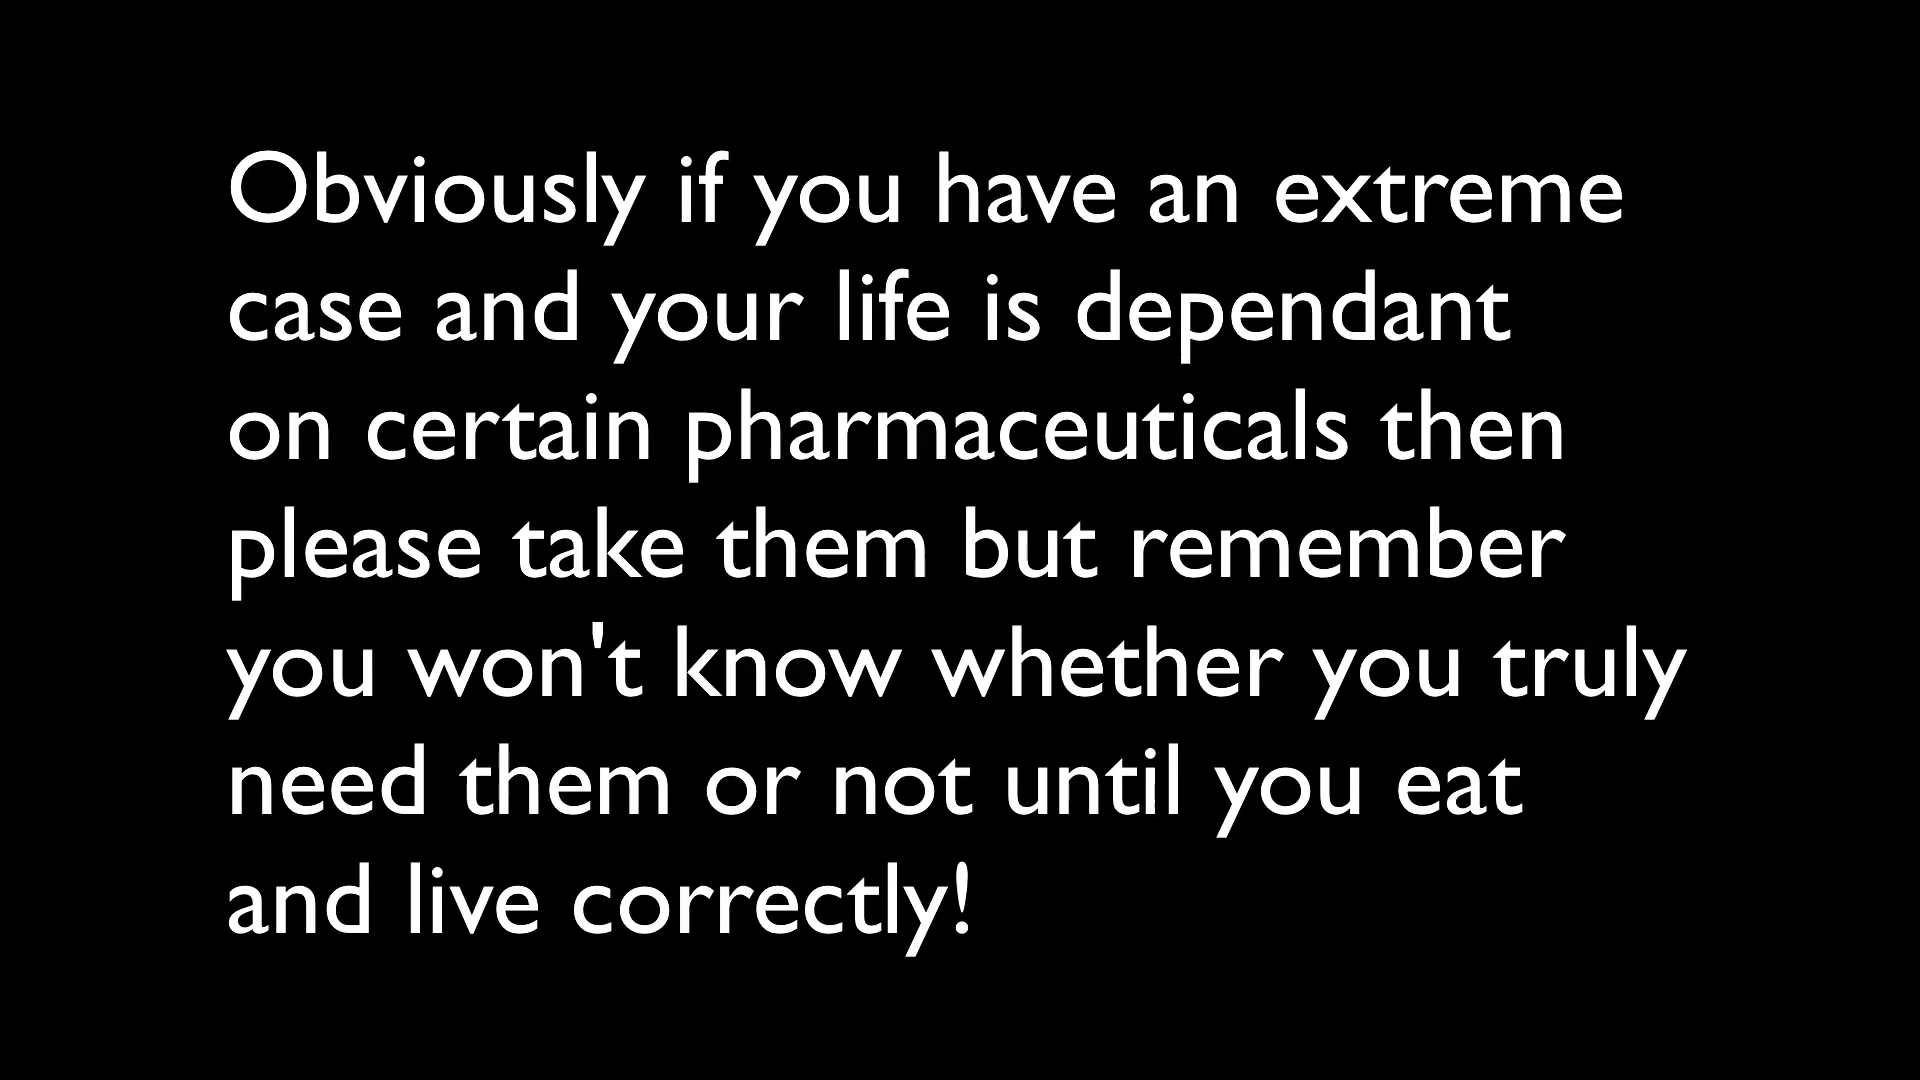 Obviously if you have an extreme
case and your life is dependant
on certain pharmaceuticals then
please take them but remember
you won't know whether you truly
need them or not until you eat
and live correctly!